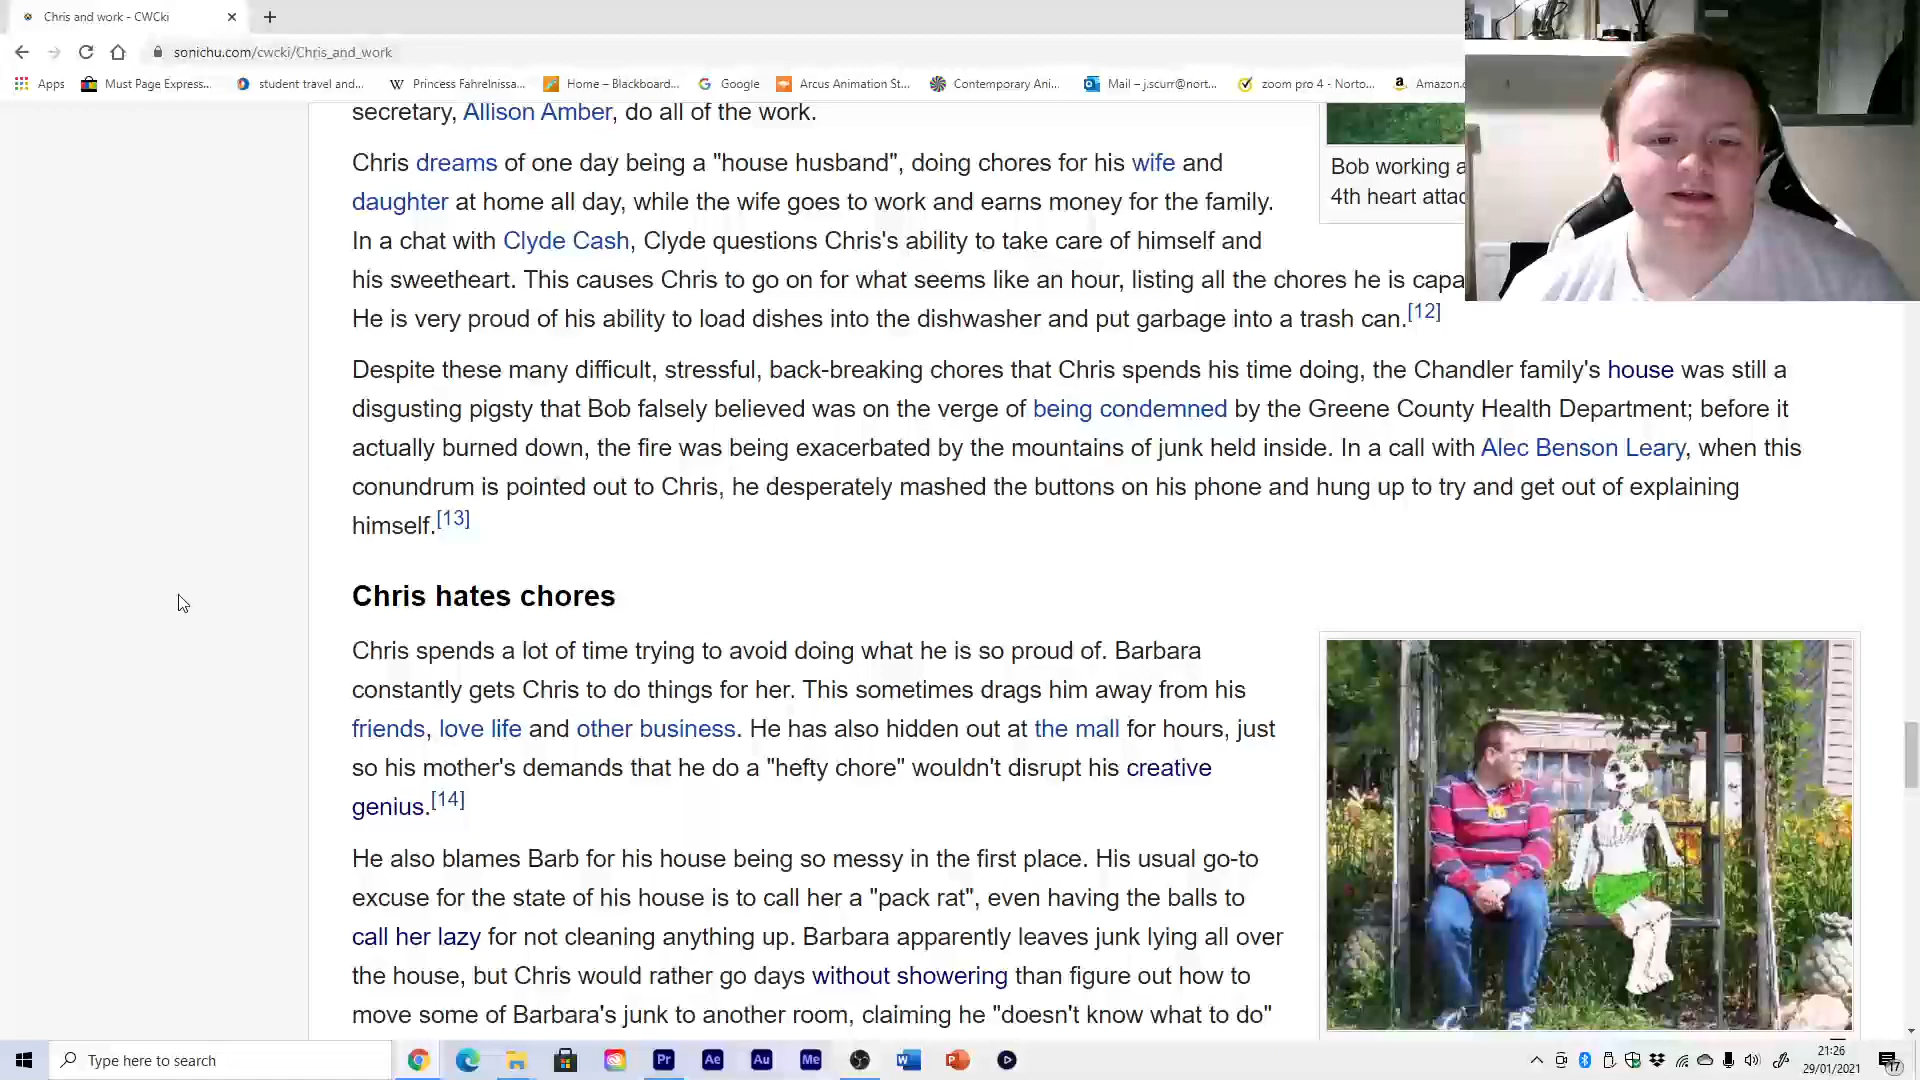 Chris and work - CWCki
sonichu.com/cwcki/Chris_and_work
Apps Must Page Express... student travel and... Princess Fahrelnissa... Home – Blackboard... Google Arcus Animation St... Contemporary Ani... Mail – j.scurr@nort... zoom pro 4 - Norto... Amazon.c
secretary, Allison Amber, do all of the work.
Chris dreams of one day being a "house husband", doing chores for his wife and
daughter at home all day, while the wife goes to work and earns money for the family.
In a chat with Clyde Cash, Clyde questions Chris's ability to take care of himself and
his sweetheart. This causes Chris to go on for what seems like an hour, listing all the chores he is capa
He is very proud of his ability to load dishes into the dishwasher and put garbage into a trash can.[12]
Bob working a
4th heart attac
Despite these many difficult, stressful, back-breaking chores that Chris spends his time doing, the Chandler family's house was still a
disgusting pigsty that Bob falsely believed was on the verge of being condemned by the Greene County Health Department; before it
actually burned down, the fire was being exacerbated by the mountains of junk held inside. In a call with Alec Benson Leary, when this
conundrum is pointed out to Chris, he desperately mashed the buttons on his phone and hung up to try and get out of explaining
himself.[13]
Chris hates chores
Chris spends a lot of time trying to avoid doing what he is so proud of. Barbara
constantly gets Chris to do things for her. This sometimes drags him away from his
friends, love life and other business. He has also hidden out at the mall for hours, just
so his mother's demands that he do a "hefty chore" wouldn't disrupt his creative
genius.[14]
He also blames Barb for his house being so messy in the first place. His usual go-to
excuse for the state of his house is to call her a "pack rat", even having the balls to
call her lazy for not cleaning anything up. Barbara apparently leaves junk lying all over
the house, but Chris would rather go days without showering than figure out how to
move some of Barbara's junk to another room, claiming he "doesn't know what to do"
Type here to search
Pr Ae Au Me
21:26
29/01/2021
17